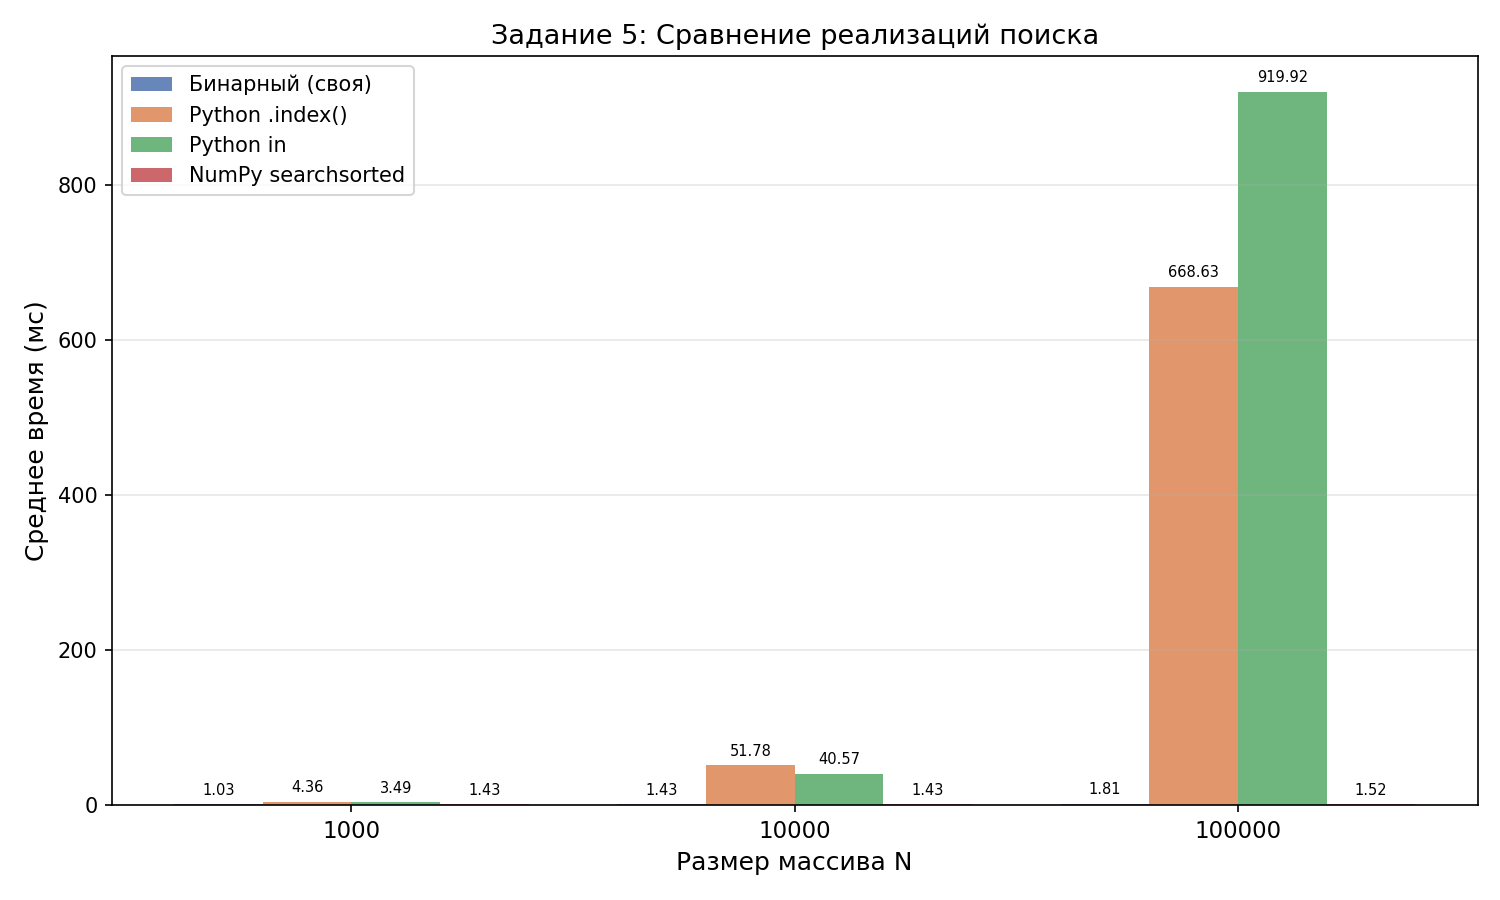 Задание 5: Сравнение реализаций поиска
Бинарный (своя)
Python .index()
Python in
NumPy searchsorted
Среднее время (мс)
800
600
400
200
0
1.03
4.36
3.49
1.43
1.43
51.78
40.57
1.43
1.81
668.63
919.92
1.52
1000
10000
100000
Размер массива N